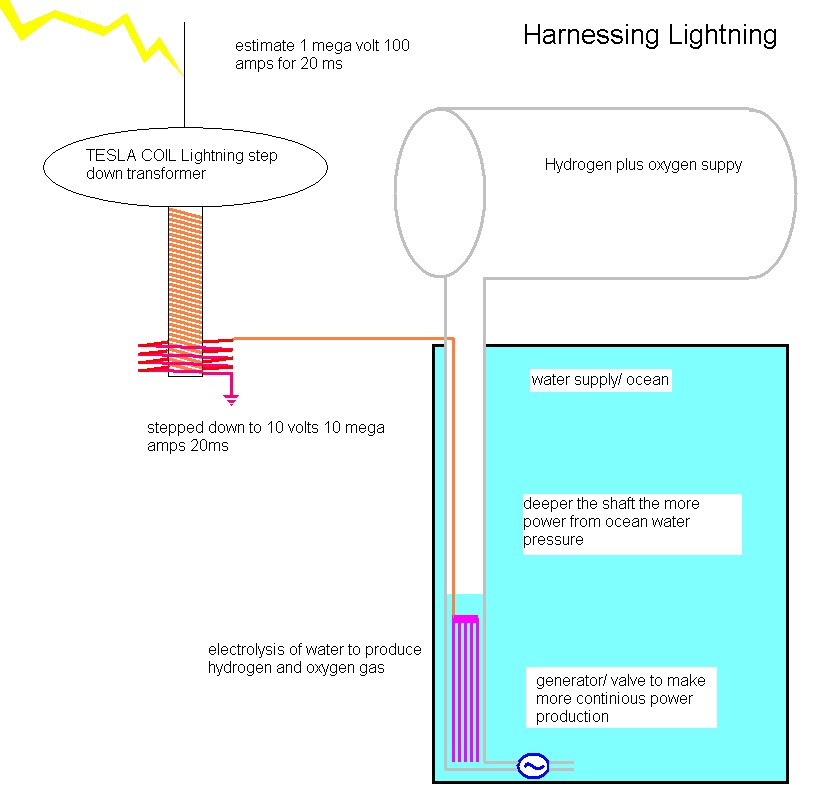 Harnessing Lightning
estimate 1 mega volt 100
amps for 20 ms
TESLA COIL Lightning step
down transformer
Hydrogen plus oxygen suppy
water supply/ ocean
stepped down to 10 volts 10 mega
amps 20ms
deeper the shaft the more
power from ocean water
pressure
electrolysis of water to produce
hydrogen and oxygen gas
generator/ valve to make
more continious power
production